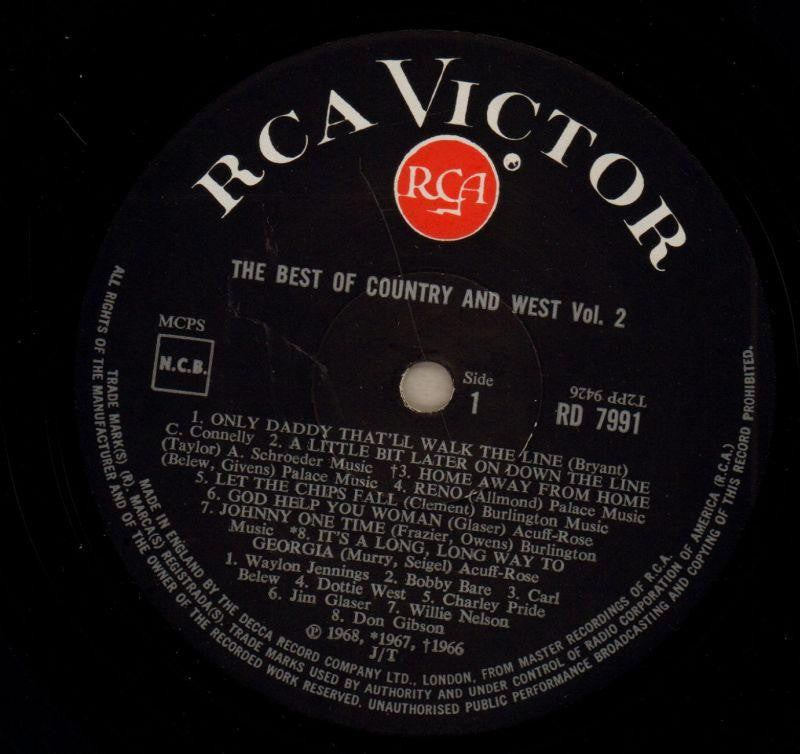 RCA VICTOR
RCA
THE BEST OF COUNTRY AND WEST Vol. 2
MCPS
N.C.B.
Side
1
T2PP 9426
RD 7991
1. ONLY DADDY THAT'LL WALK THE LINE (Bryant)
C. Connelly 2. A LITTLE BIT LATER ON DOWN THE LINE
(Taylor) A. Schroeder Music †3. HOME AWAY FROM HOME
(Belew, Givens) Palace Music 4. RENO (Allmond) Palace Music
5. LET THE CHIPS FALL (Clement) Burlington Music
6. GOD HELP YOU WOMAN (Glaser) Acuff-Rose
7. JOHNNY ONE TIME (Frazier, Owens) Burlington
Music *8. IT'S A LONG, LONG WAY TO
GEORGIA (Murry, Seigel) Acuff-Rose
1. Waylon Jennings 2. Bobby Bare 3. Carl
Belew 4. Dottie West 5. Charley Pride
6. Jim Glaser 7. Willie Nelson
8. Don Gibson
℗ 1968, *1967, †1966
J/T
TRADE MARK(S) (R). MARCA(S) REGISTRADA(S). TRADE MARKS USED BY AUTHORITY AND UNDER CONTROL OF RADIO CORPORATION OF AMERICA (R.C.A.)
MADE IN ENGLAND BY THE DECCA RECORD COMPANY LTD., LONDON, FROM MASTER RECORDINGS OF R.C.A.
ALL RIGHTS OF THE MANUFACTURER AND OF THE OWNER OF THE RECORDED WORK RESERVED. UNAUTHORISED PUBLIC PERFORMANCE BROADCASTING AND COPYING OF THIS RECORD PROHIBITED.